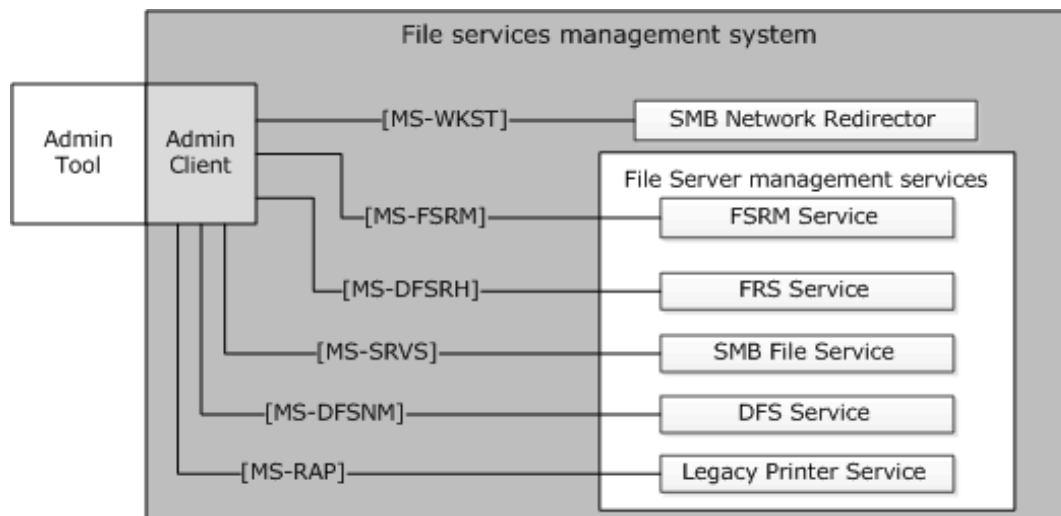 File services management system
Admin
Tool
Admin
Client
[MS-WKST]
SMB Network Redirector
File Server management services
[MS-FSRM]
FSRM Service
[MS-DFSRH]
FRS Service
[MS-SRVS]
SMB File Service
[MS-DFSNM]
DFS Service
[MS-RAP]
Legacy Printer Service